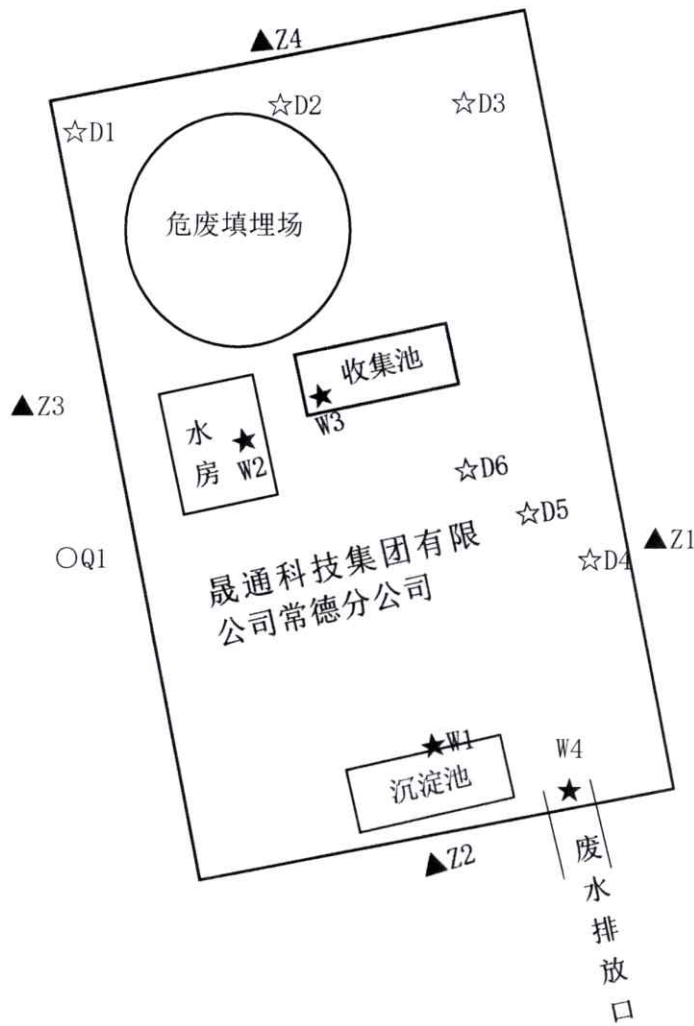 ▲Z4
☆D1
☆D2
☆D3
危废填埋场
收集池
★
W3
▲Z3
水房
★
W2
☆D6
☆D5
☆D4
▲Z1
○Q1
晟通科技集团有限
公司常德分公司
★W1
沉淀池
W4
★
▲Z2
废水排放口